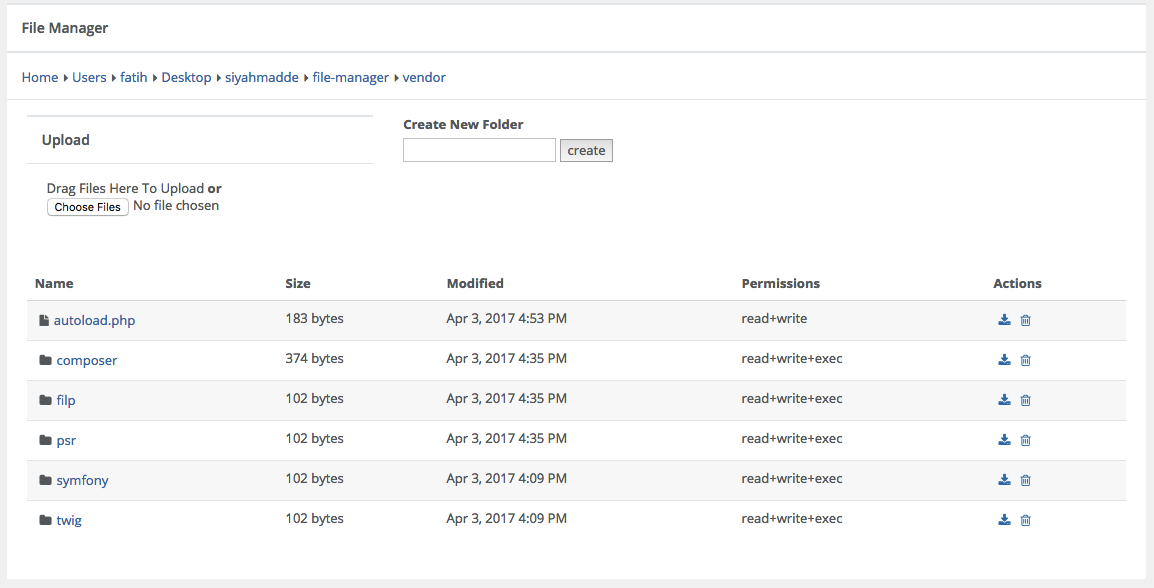 File Manager
Home Users fatih Desktop siyahmadde file-manager vendor
Upload
Create New Folder
create
Drag Files Here To Upload or
Choose Files No file chosen
Name Size Modified Permissions Actions
autoload.php 183 bytes Apr 3, 2017 4:53 PM read+write
composer 374 bytes Apr 3, 2017 4:35 PM read+write+exec
filp 102 bytes Apr 3, 2017 4:35 PM read+write+exec
psr 102 bytes Apr 3, 2017 4:35 PM read+write+exec
symfony 102 bytes Apr 3, 2017 4:09 PM read+write+exec
twig 102 bytes Apr 3, 2017 4:09 PM read+write+exec